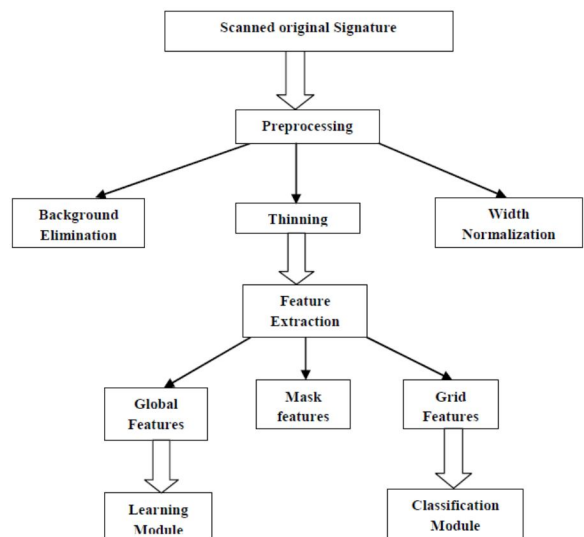 Scanned original Signature
Preprocessing
Background
Elimination
Thinning
Width
Normalization
Feature
Extraction
Global
Features
Mask
features
Grid
Features
Learning
Module
Classification
Module